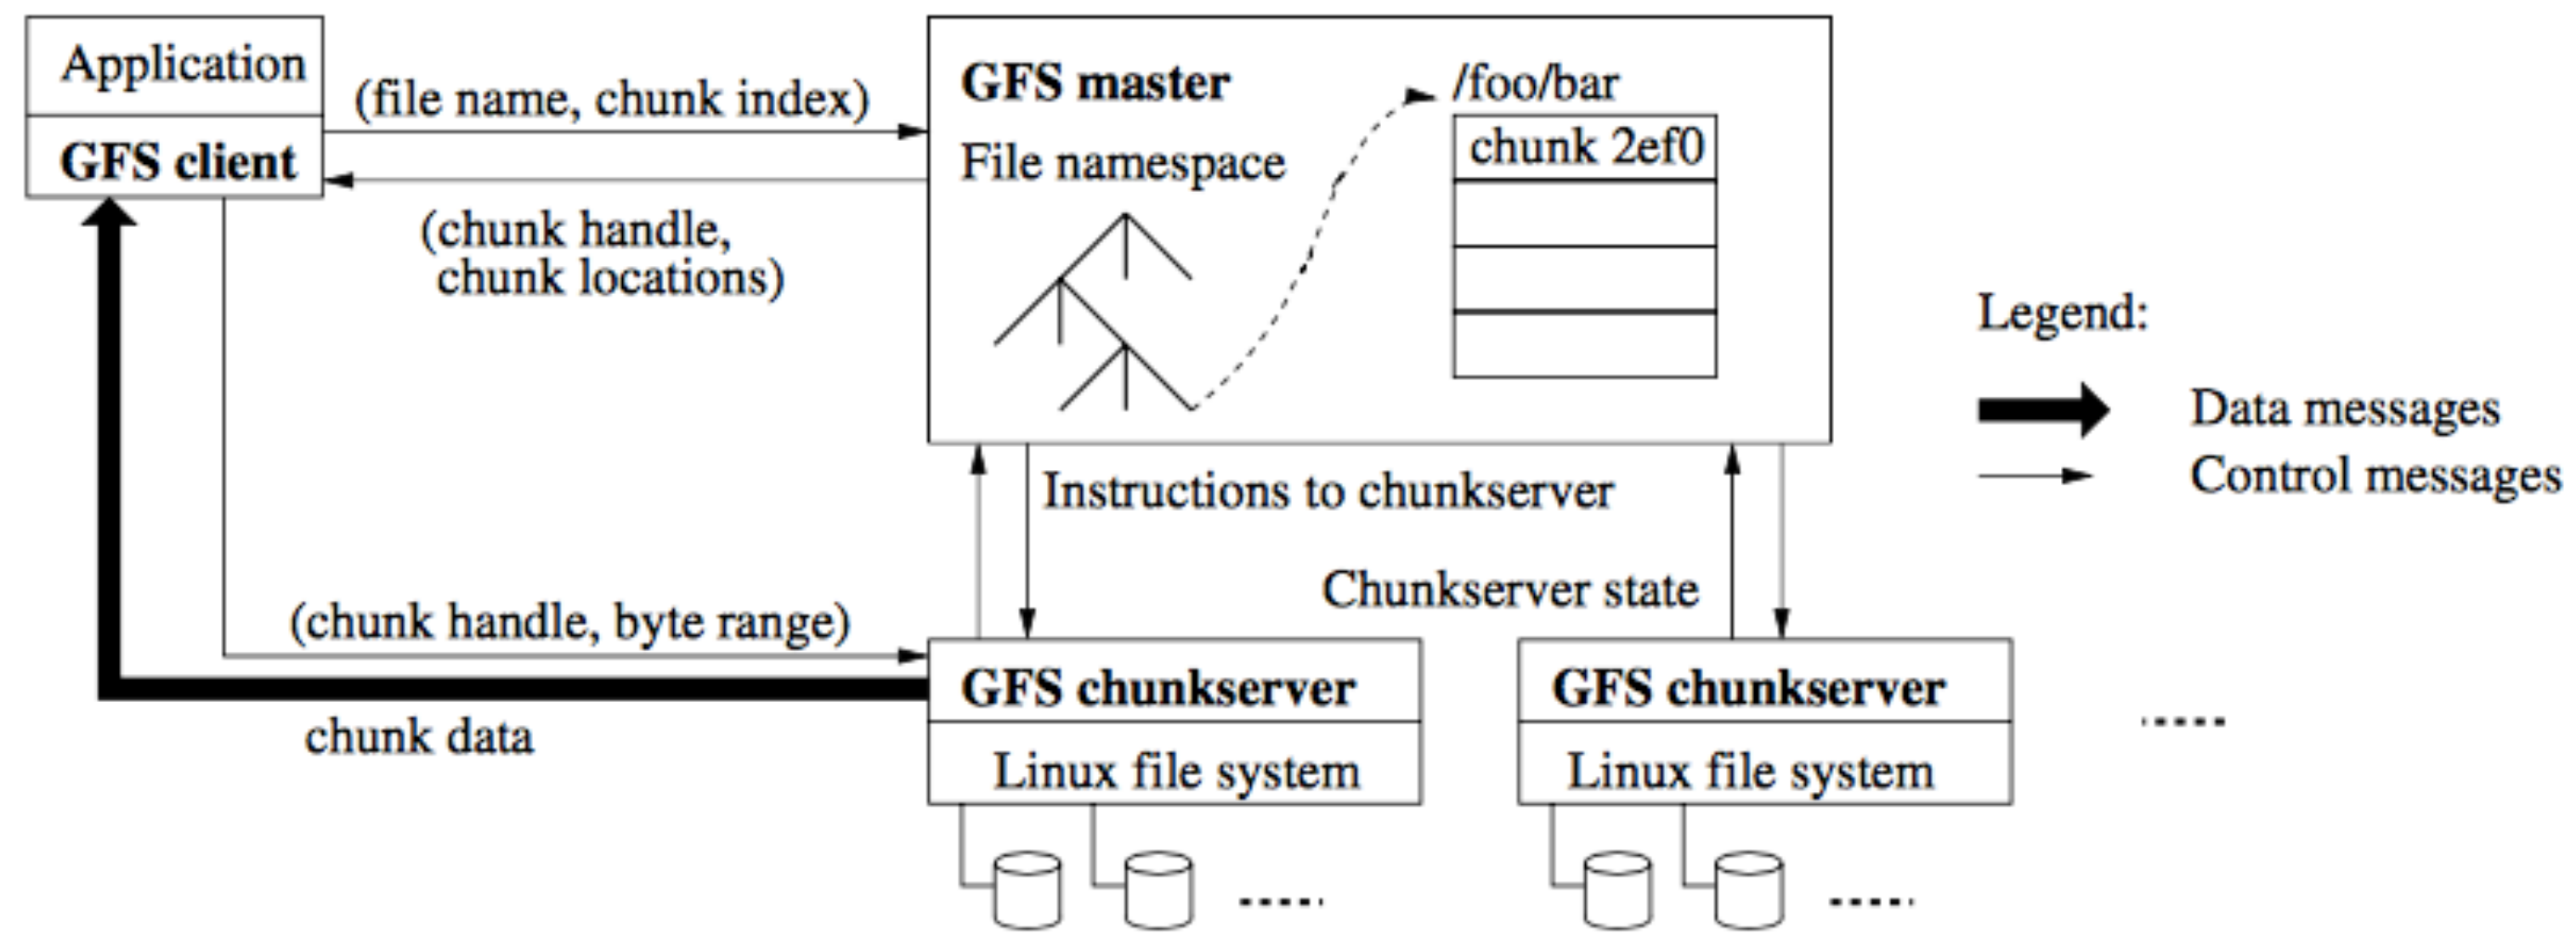 Application
GFS client
(file name, chunk index)
(chunk handle,
chunk locations)
GFS master
File namespace
/foo/bar
chunk 2ef0
Legend:
Data messages
Control messages
Instructions to chunkserver
Chunkserver state
(chunk handle, byte range)
chunk data
GFS chunkserver
Linux file system
GFS chunkserver
Linux file system